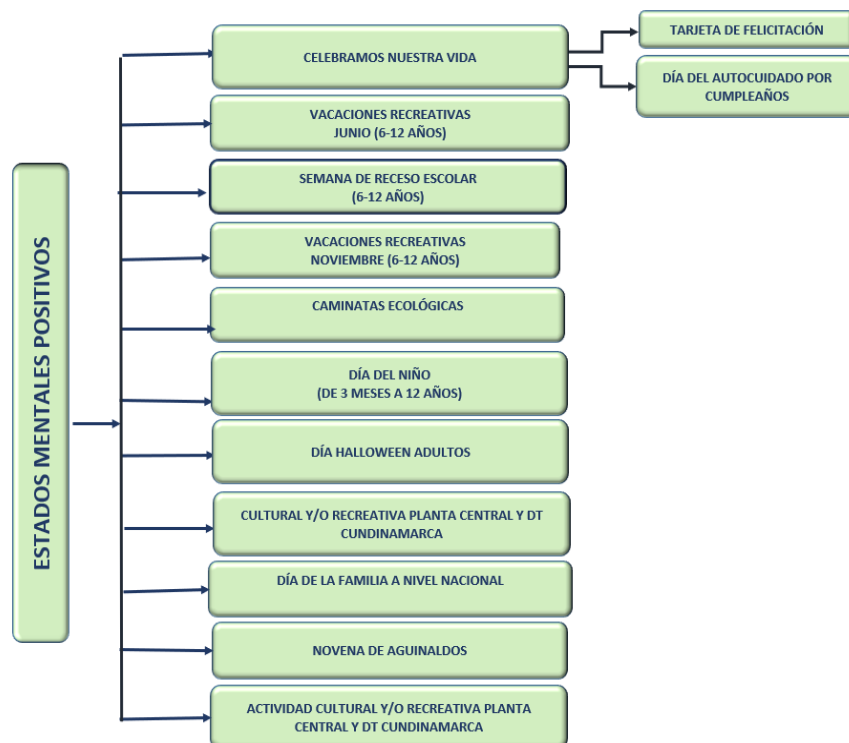 ESTADOS MENTALES POSITIVOS
CELEBRAMOS NUESTRA VIDA
TARJETA DE FELICITACIÓN
DÍA DEL AUTOCUIDADO POR
CUMPLEAÑOS
VACACIONES RECREATIVAS
JUNIO (6-12 AÑOS)
SEMANA DE RECESO ESCOLAR
(6-12 AÑOS)
VACACIONES RECREATIVAS
NOVIEMBRE (6-12 AÑOS)
CAMINATAS ECOLÓGICAS
DÍA DEL NIÑO
(DE 3 MESES A 12 AÑOS)
DÍA HALLOWEEN ADULTOS
CULTURAL Y/O RECREATIVA PLANTA CENTRAL Y DT
CUNDINAMARCA
DÍA DE LA FAMILIA A NIVEL NACIONAL
NOVENA DE AGUINALDOS
ACTIVIDAD CULTURAL Y/O RECREATIVA PLANTA
CENTRAL Y DT CUNDINAMARCA